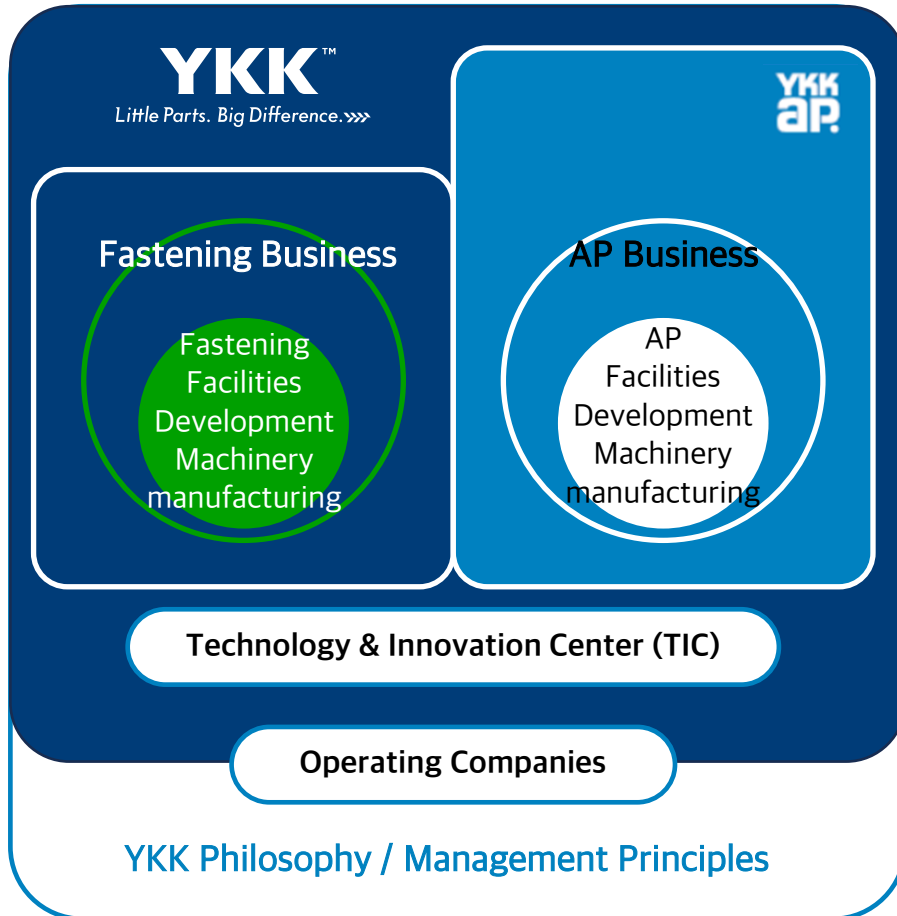 YKK™
Little Parts. Big Difference.
YKK
aP.
Fastening Business
AP Business
Fastening
Facilities
Development
Machinery
manufacturing
AP
Facilities
Development
Machinery
manufacturing
Technology & Innovation Center (TIC)
Operating Companies
YKK Philosophy / Management Principles